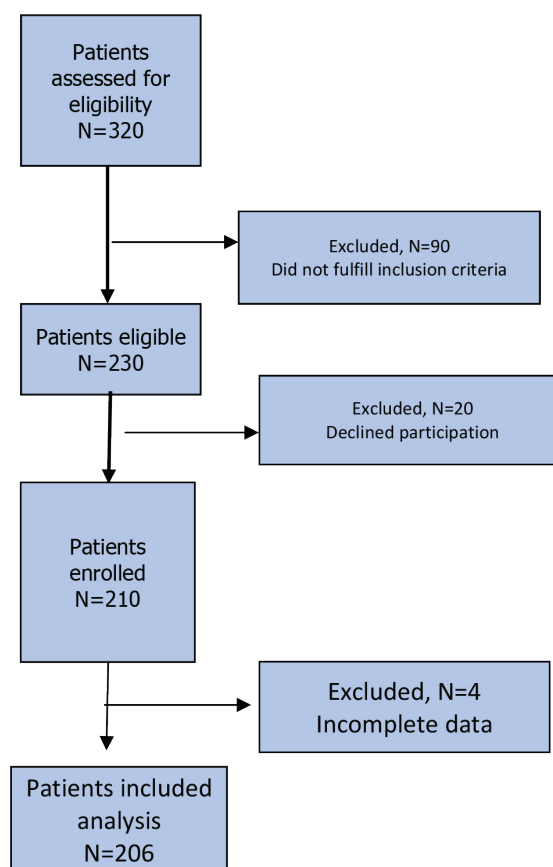 Patients
assessed for
eligibility
N=320
Excluded, N=90
Did not fulfill inclusion criteria
Patients eligible
N=230
Excluded, N=20
Declined participation
Patients
enrolled
N=210
Excluded, N=4
Incomplete data
Patients included
analysis
N=206